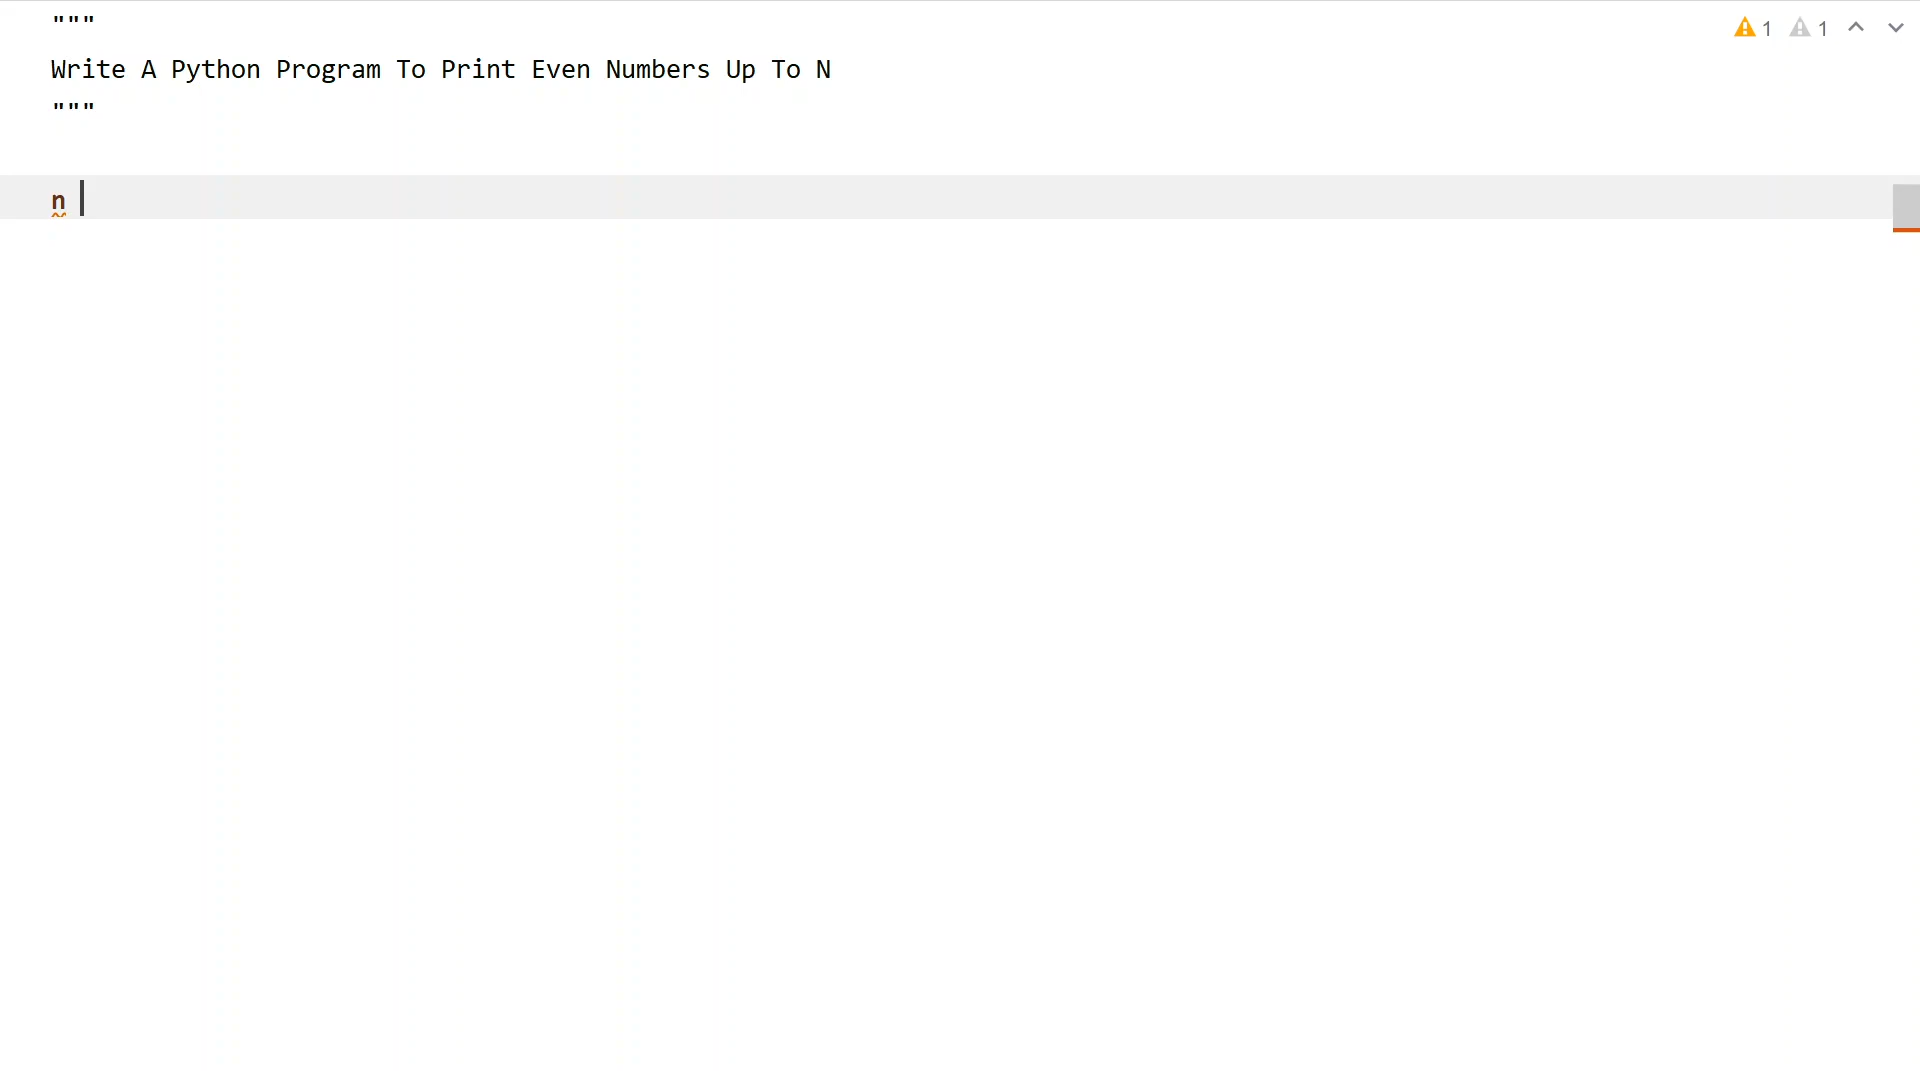 """
1 1
Write A Python Program To Print Even Numbers Up To N
"""
n